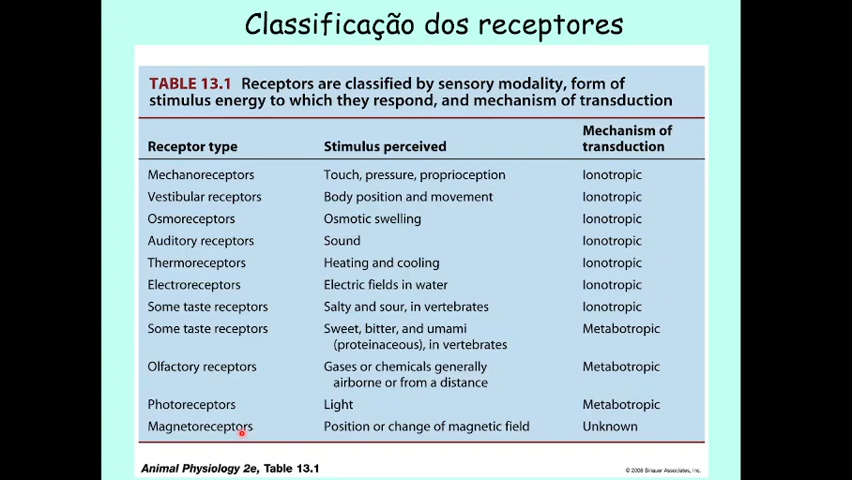 Classificação dos receptores
TABLE 13.1 Receptors are classified by sensory modality, form of
stimulus energy to which they respond, and mechanism of transduction
Receptor type Stimulus perceived Mechanism of transduction
Mechanoreceptors Touch, pressure, proprioception Ionotropic
Vestibular receptors Body position and movement Ionotropic
Osmoreceptors Osmotic swelling Ionotropic
Auditory receptors Sound Ionotropic
Thermoreceptors Heating and cooling Ionotropic
Electroreceptors Electric fields in water Ionotropic
Some taste receptors Salty and sour, in vertebrates Ionotropic
Some taste receptors Sweet, bitter, and umami Metabotropic
(proteinaceous), in vertebrates
Olfactory receptors Gases or chemicals generally Metabotropic
airborne or from a distance
Photoreceptors Light Metabotropic
Magnetoreceptors Position or change of magnetic field Unknown
Animal Physiology 2e, Table 13.1 © 2008 Sinauer Associates, Inc.